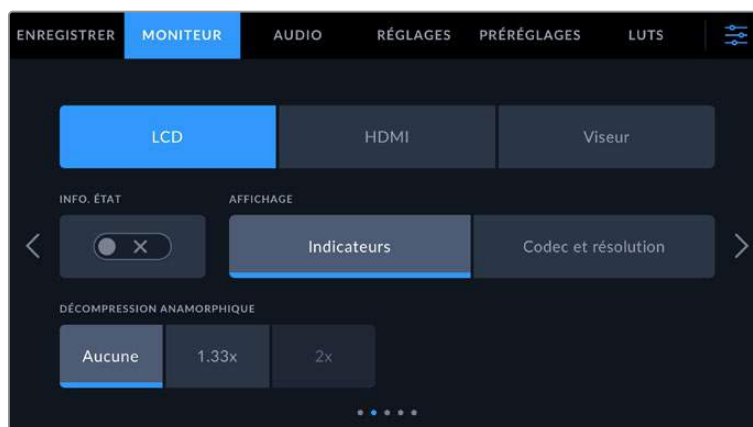 ENREGISTRER MONITEUR AUDIO RÉGLAGES PRÉRÉGLAGES LUTS
LCD HDMI Viseur
INFO. ÉTAT AFFICHAGE
Indicateurs Codec et résolution
DÉCOMPRESSION ANAMORPHIQUE
Aucune 1.33x 2x